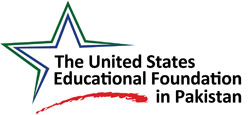 The United States
Educational Foundation
in Pakistan